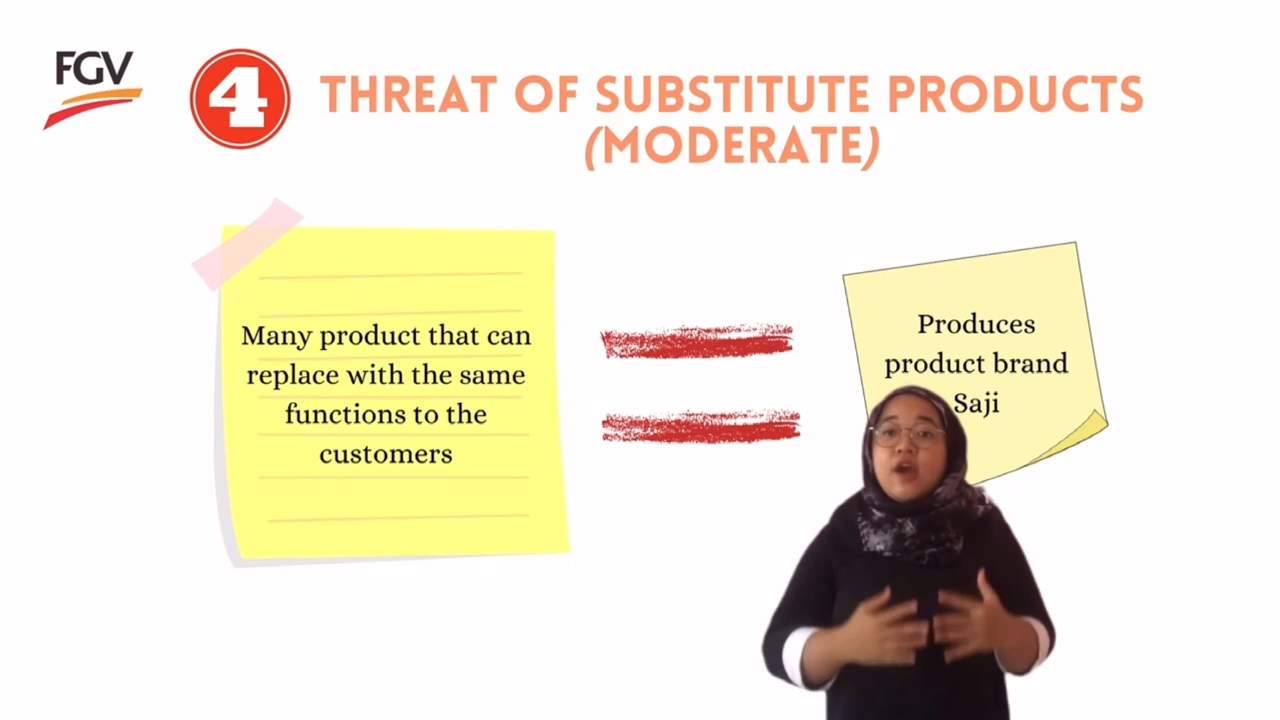 FGV
4
THREAT OF SUBSTITUTE PRODUCTS
(MODERATE)
Many product that can
replace with the same
functions to the
customers
Produces
product brand
Saji